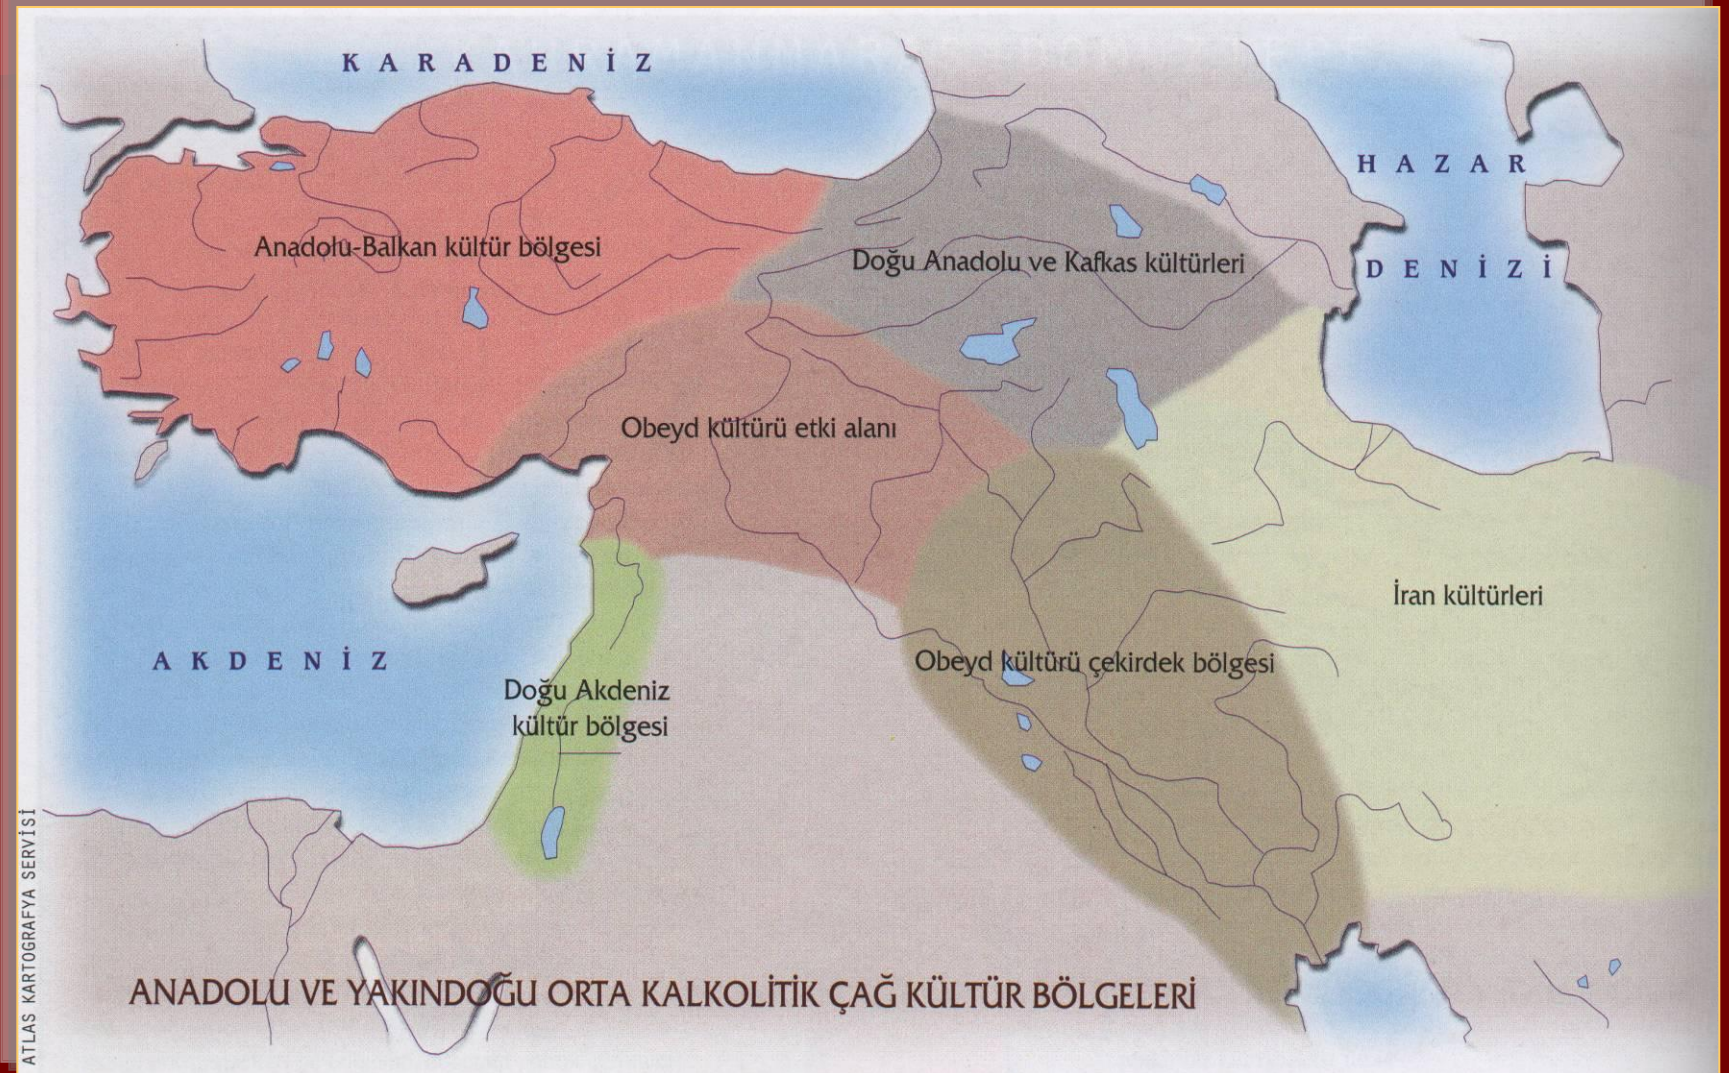 KARADENİZ
HAZAR
DENİZİ
Anadolu-Balkan kültür bölgesi
Doğu Anadolu ve Kafkas kültürleri
Obeyd kültürü etki alanı
İran kültürleri
Obeyd kültürü çekirdek bölgesi
AKDENİZ
Doğu Akdeniz
kültür bölgesi
ANADOLU VE YAKINDOĞU ORTA KALKOLİTİK ÇAĞ KÜLTÜR BÖLGELERİ
ATLAS KARTOGRAFYA SERVİSİ